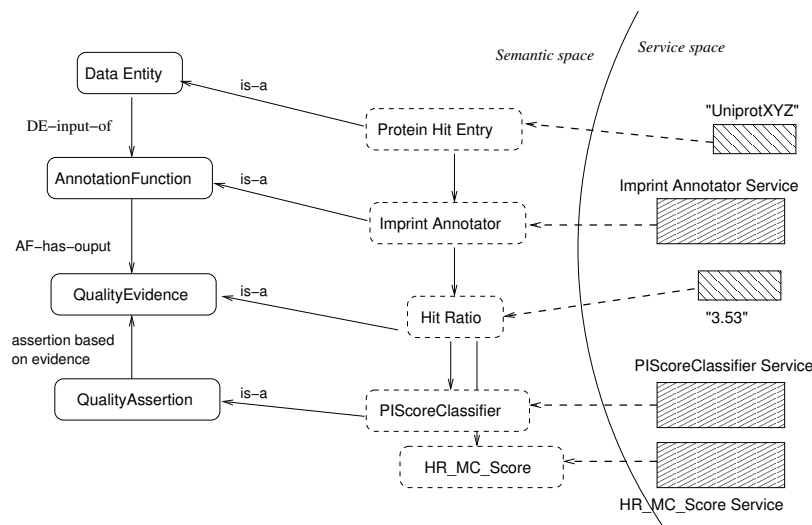 Semantic space
Service space
Data Entity
is-a
"UniprotXYZ"
DE-input-of
Protein Hit Entry
AnnotationFunction
is-a
Imprint Annotator Service
Imprint Annotator
AF-has-ouput
QualityEvidence
is-a
Hit Ratio
"3.53"
assertion based
on evidence
PIScoreClassifier Service
QualityAssertion
is-a
PIScoreClassifier
HR_MC_Score
HR_MC_Score Service